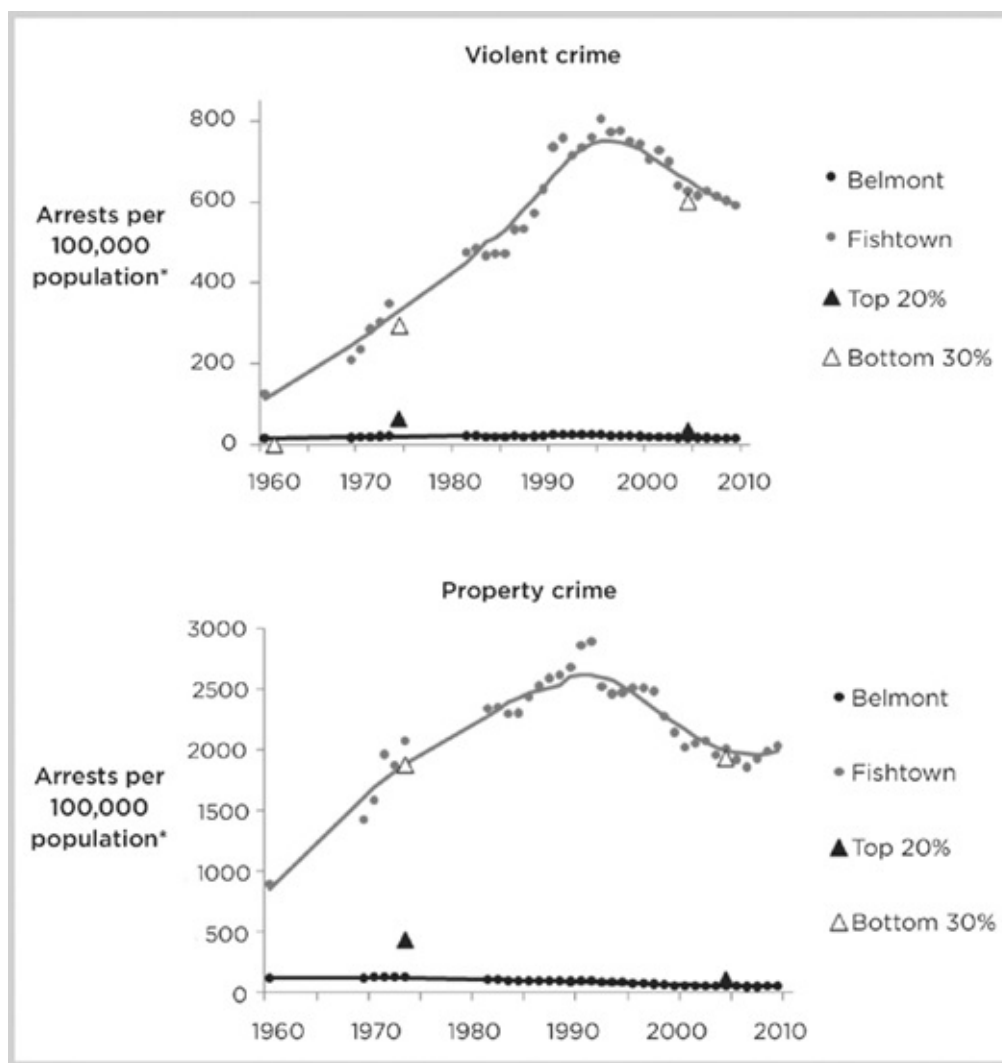 Violent crime
800
600
400
200
0
Arrests per
100,000
population*
1960 1970 1980 1990 2000 2010
Belmont
Fishtown
Top 20%
Bottom 30%
Property crime
3000
2500
2000
1500
1000
500
0
Arrests per
100,000
population*
1960 1970 1980 1990 2000 2010
Belmont
Fishtown
Top 20%
Bottom 30%